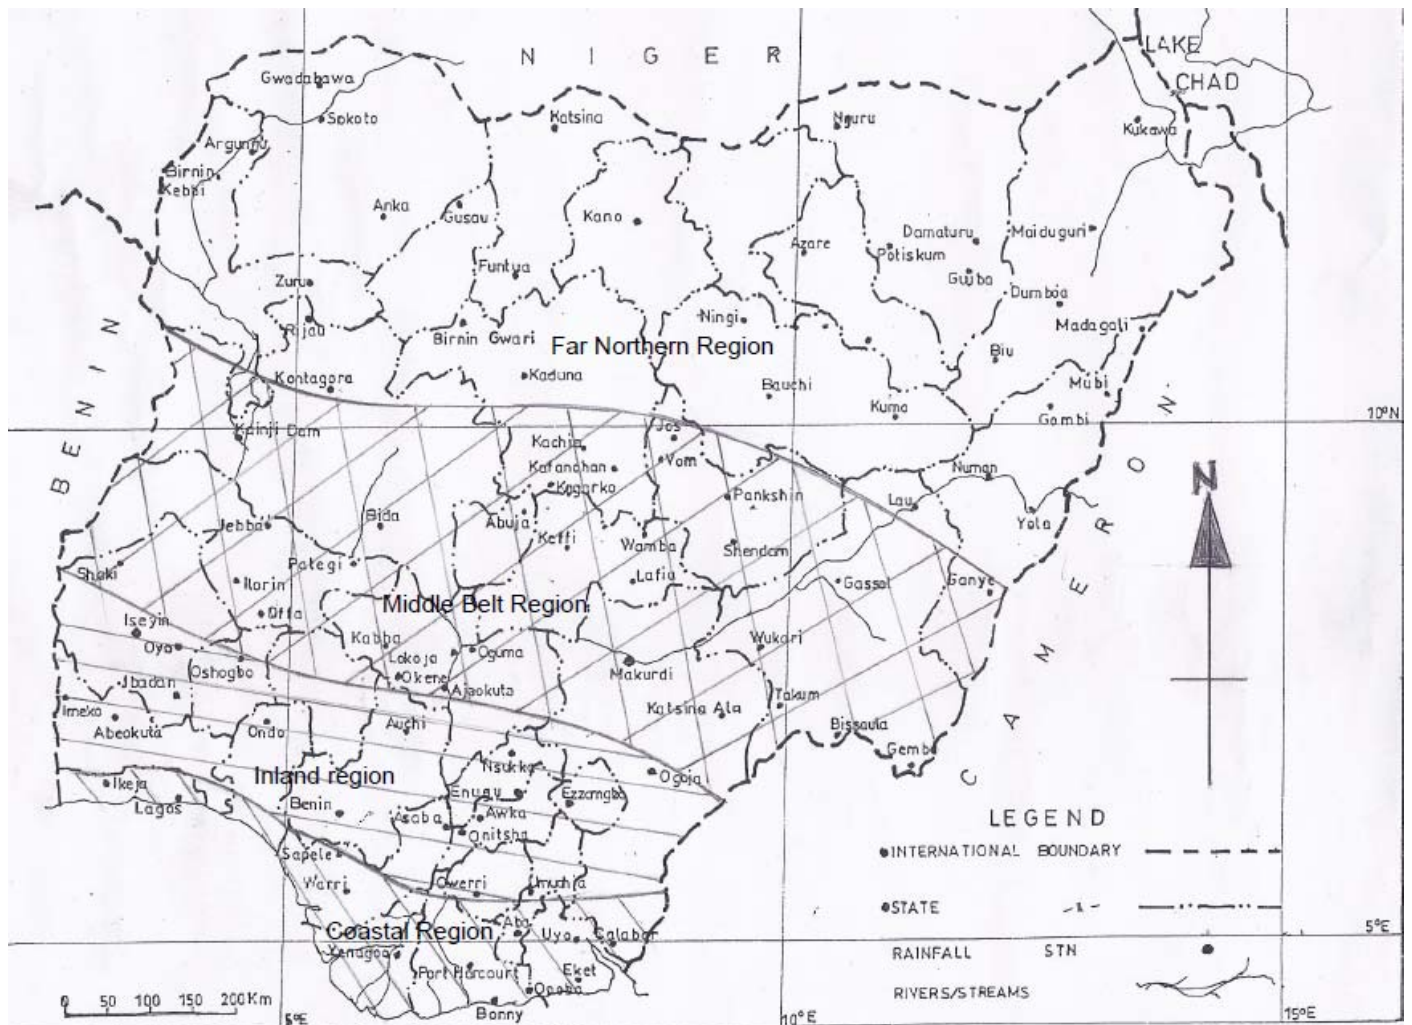 N I G E R
LAKE
CHAD
Gwadabawa
Sokoto
Katsina
Nguru
Kukawa
Argungu
Birnin
Kebbi
Anka
Gusau
Kano
Azare
Damaturu
Potiskum
Maiduguri
Funtua
Gujba
Dumboa
Zuru
Rijau
Birnin Gwari
Ningi
Madagali
Far Northern Region
Biu
Kontagora
Kaduna
Bauchi
Mubi
Kumo
Gombi
10°N
BENIN
Kainji Dam
Jos
Kachia
Kafanchan
Vom
Kagarko
Pankshin
Numan
Lau
Yola
N
Jebba
Bida
Abuja
Keffi
Wamba
Shendam
Shaki
Pategi
Ilorin
Lafia
Gassol
Ganye
Offa
Middle Belt Region
Iseyin
Oyo
Kabba
Lokoja
Oguma
Wukari
Oshogbo
Okene
Ajaokuta
Makurdi
Ibadan
Imeko
Abeokuta
Ondo
Auchi
Katsina Ala
Takum
Bissaula
Gembu
CAMERON
Inland region
Nsukka
Ogoja
Ikeja
Lagos
Benin
Enugu
Ezzamgbo
Asaba
Awka
Onitsha
LEGEND
INTERNATIONAL BOUNDARY
Sapele
Warri
Owerri
Umuahia
STATE
Coastal Region
Aba
Uyo
Calabar
5°E
Yenagoa
Port Harcourt
Eket
Opobo
RAINFALL STN
RIVERS/STREAMS
0 50 100 150 200Km
Bonny
5°E
10°E
15°E